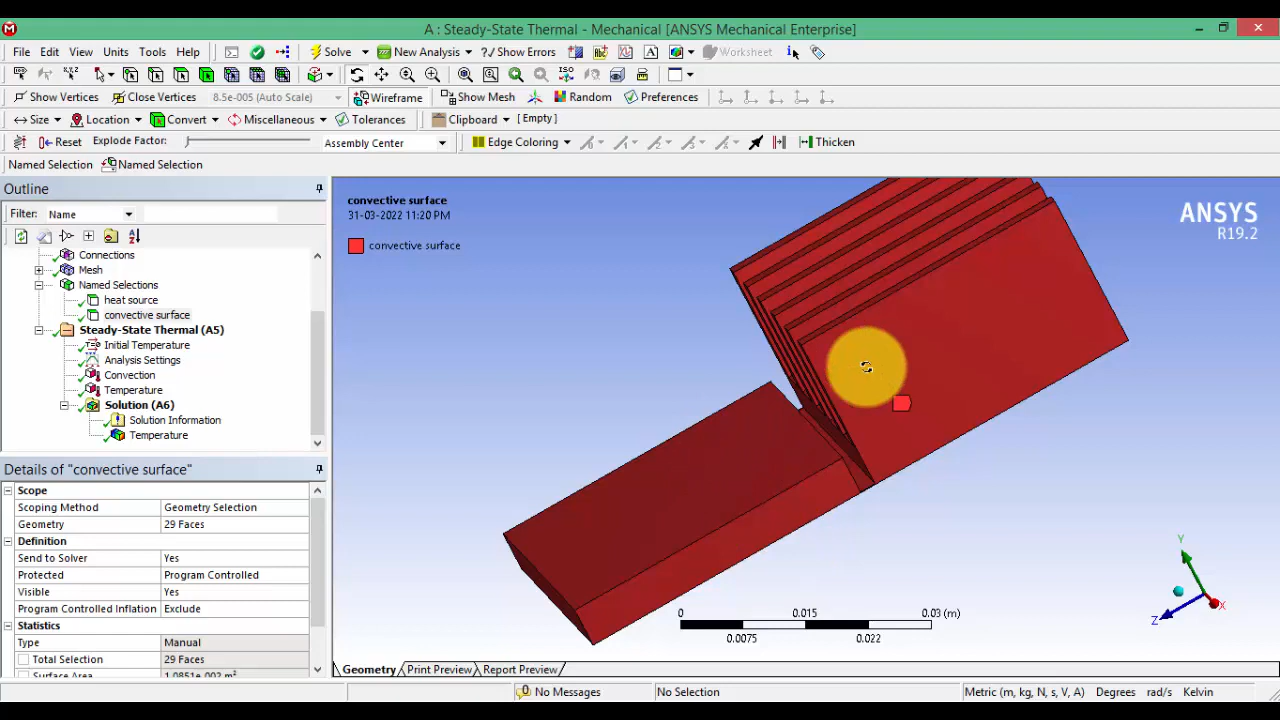 A : Steady-State Thermal - Mechanical [ANSYS Mechanical Enterprise]
File Edit View Units Tools Help Solve New Analysis ?/ Show Errors Worksheet
Show Vertices Close Vertices 8.5e-005 (Auto Scale) Wireframe Show Mesh Random Preferences
Size Location Convert Miscellaneous Tolerances Clipboard [ Empty ]
Reset Explode Factor: Assembly Center Edge Coloring Thicken
Named Selection Named Selection
Outline
Filter: Name
Connections
Mesh
Named Selections
heat source
convective surface
Steady-State Thermal (A5)
Initial Temperature
Analysis Settings
Convection
Temperature
Solution (A6)
Solution Information
Temperature
Details of "convective surface"
Scope
Scoping Method Geometry Selection
Geometry 29 Faces
Definition
Send to Solver Yes
Protected Program Controlled
Visible Yes
Program Controlled Inflation Exclude
Statistics
Type Manual
Total Selection 29 Faces
Surface Area 1.0851e-002 m²
convective surface
31-03-2022 11:20 PM
convective surface
ANSYS
R19.2
0 0.015 0.03 (m)
0.0075 0.022
Y
X
Z
Geometry Print Preview Report Preview
No Messages No Selection Metric (m, kg, N, s, V, A) Degrees rad/s Kelvin